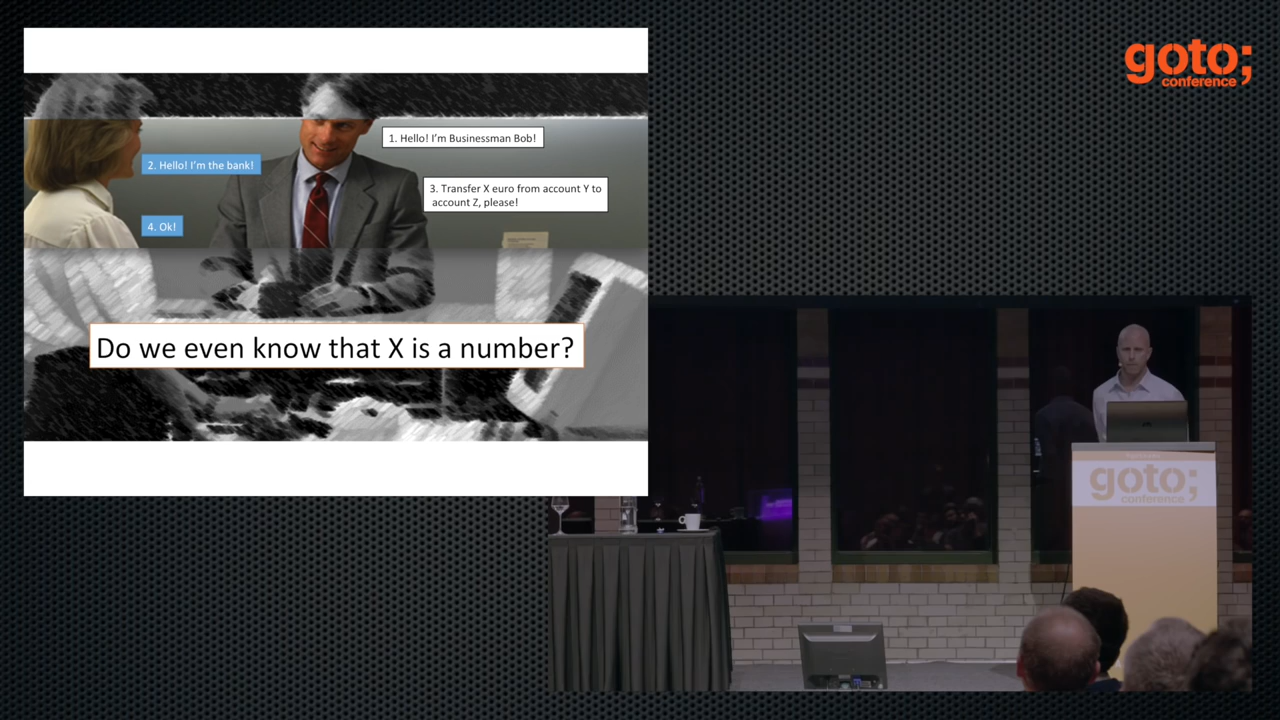 1. Hello! I'm Businessman Bob!
2. Hello! I'm the bank!
3. Transfer X euro from account Y to
account Z, please!
4. Ok!
Do we even know that X is a number?
goto;
conference
goto;
conference